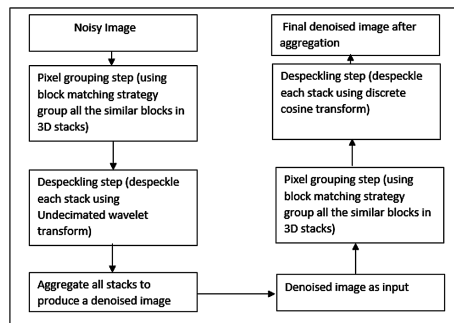 Noisy Image
Pixel grouping step (using
block matching strategy
group all the similar blocks in
3D stacks)
Despeckling step (despeckle
each stack using
Undecimated wavelet
transform)
Aggregate all stacks to
produce a denoised image
Denoised image as input
Pixel grouping step (using
block matching strategy
group all the similar blocks in
3D stacks)
Despeckling step (despeckle
each stack using discrete
cosine transform)
Final denoised image after
aggregation